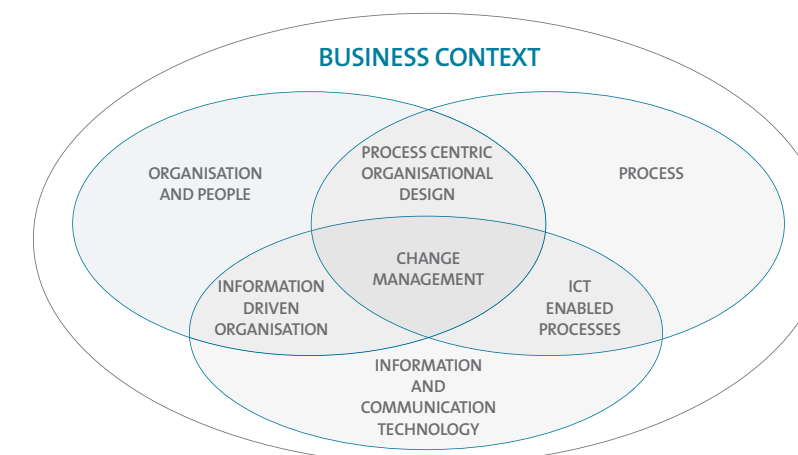 BUSINESS CONTEXT
ORGANISATION
AND PEOPLE
PROCESS CENTRIC
ORGANISATIONAL
DESIGN
PROCESS
CHANGE
MANAGEMENT
INFORMATION
DRIVEN
ORGANISATION
ICT
ENABLED
PROCESSES
INFORMATION
AND
COMMUNICATION
TECHNOLOGY